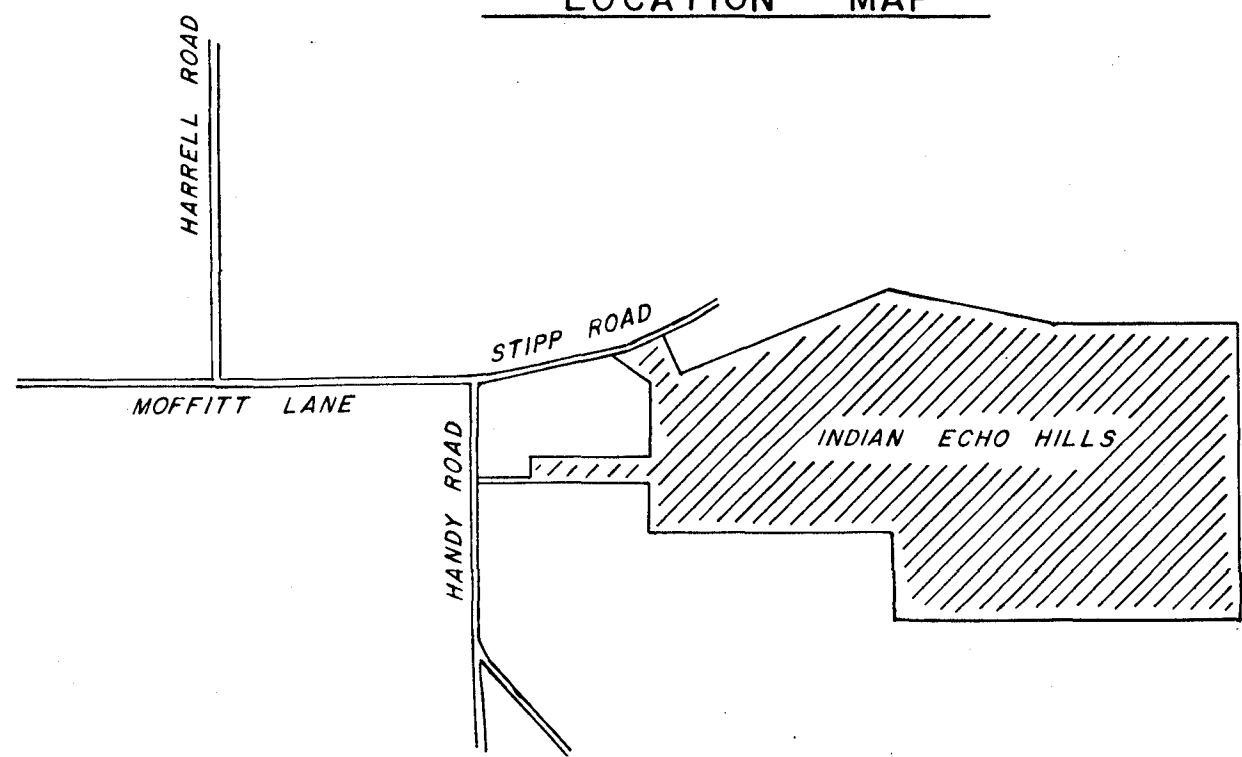 LOCATION MAP
HARRELL ROAD
STIPP ROAD
MOFFITT LANE
HANDY ROAD
INDIAN ECHO HILLS